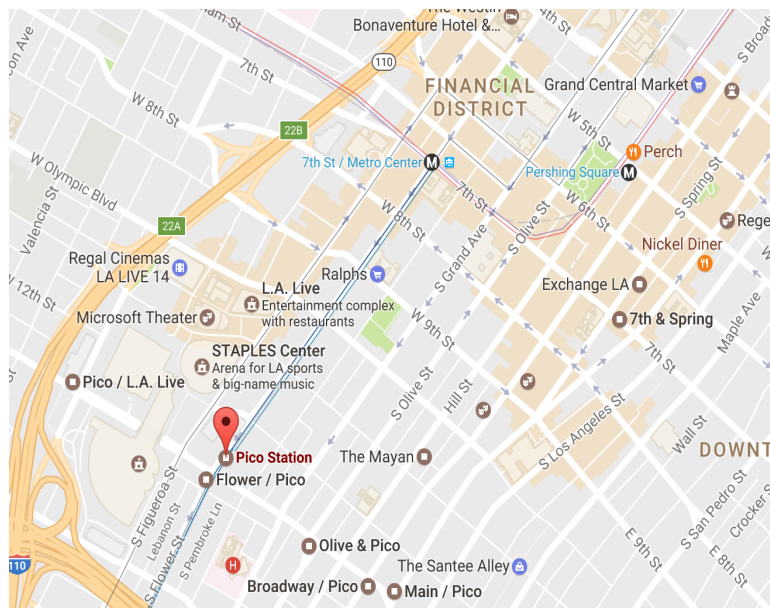 The Westin
Bonaventure Hotel &...
7th St
110
FINANCIAL
DISTRICT
Grand Central Market
W 8th St
22B
W 5th St
Perch
7th St / Metro Center
Pershing Square
W Olympic Blvd
Valencia St
7th St
W 6th St
S Spring St
W 8th St
S Olive St
22A
S Grand Ave
Rege
Nickel Diner
Regal Cinemas
LA LIVE 14
Ralphs
Exchange LA
W 12th St
L.A. Live
Entertainment complex
with restaurants
Microsoft Theater
W 9th St
7th & Spring
Maple Ave
7th St
STAPLES Center
Arena for LA sports
& big-name music
Pico / L.A. Live
S Olive St
Hill St
S Los Angeles St
Wall St
Pico Station
The Mayan
DOWNT
Flower / Pico
S Figueroa St
Lebanon St
S Flower St
S Pembroke Ln
S San Pedro St
Crocker S
E 9th St
E 8th St
Olive & Pico
110
H
The Santee Alley
Broadway / Pico
Main / Pico